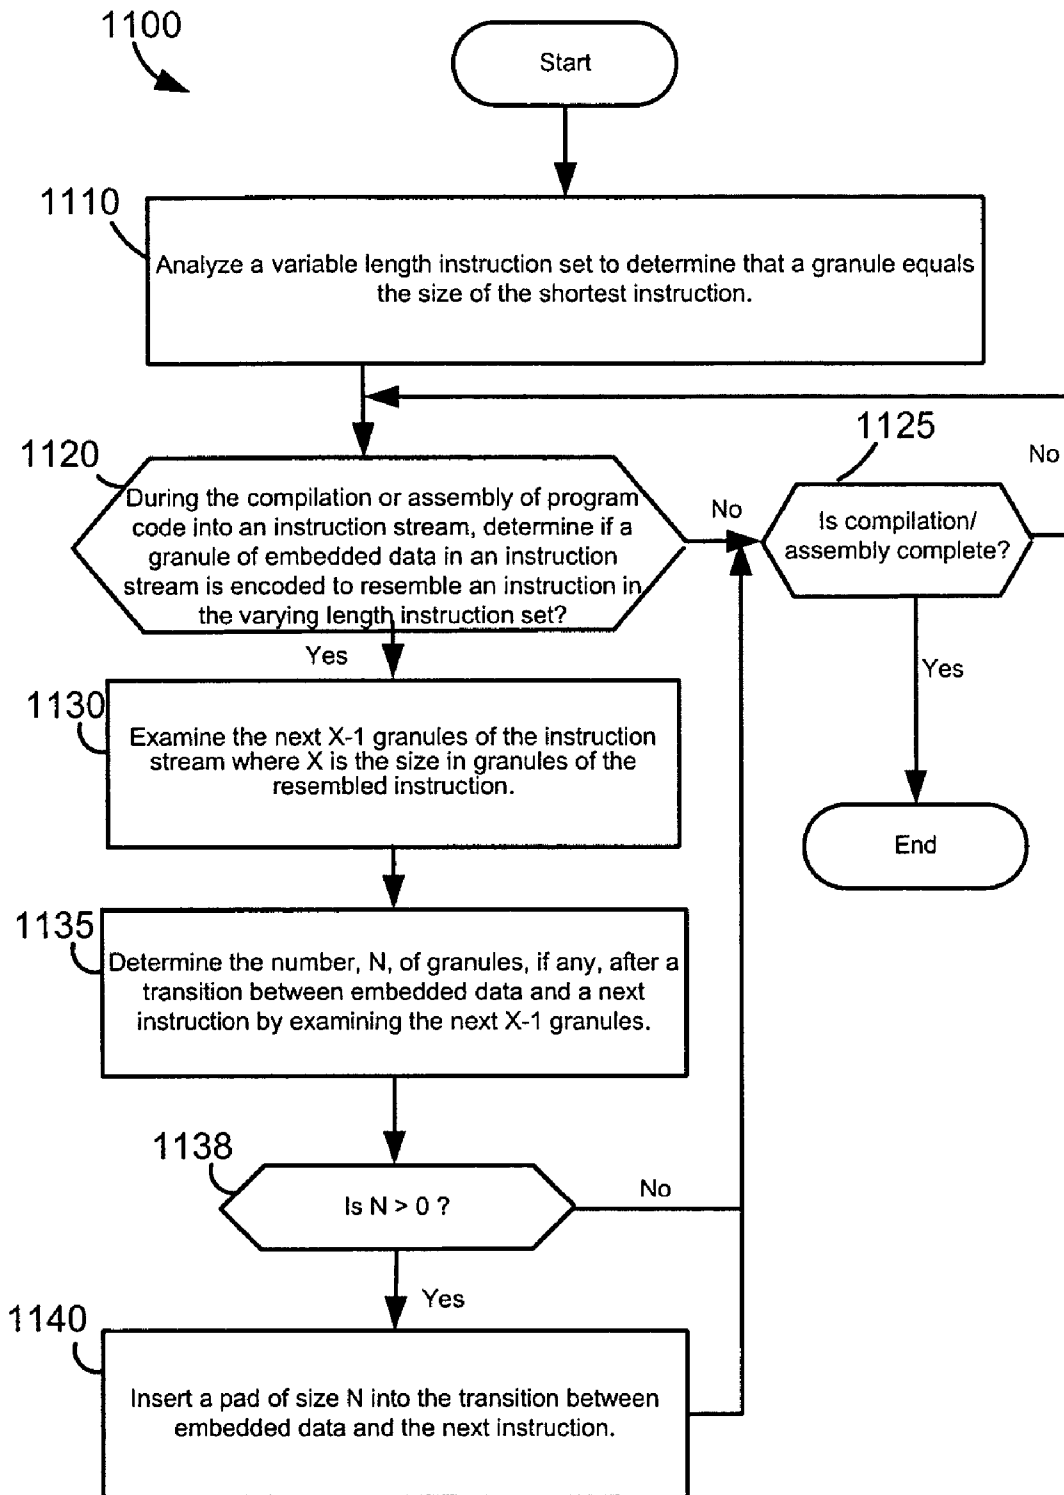 1100
Start
1110
Analyze a variable length instruction set to determine that a granule equals
the size of the shortest instruction.
1120
During the compilation or assembly of program
code into an instruction stream, determine if a
granule of embedded data in an instruction
stream is encoded to resemble an instruction in
the varying length instruction set?
No
1125
Is compilation/
assembly complete?
No
Yes
Yes
End
1130
Examine the next X-1 granules of the instruction
stream where X is the size in granules of the
resembled instruction.
1135
Determine the number, N, of granules, if any, after a
transition between embedded data and a next
instruction by examining the next X-1 granules.
1138
Is N > 0 ?
No
Yes
1140
Insert a pad of size N into the transition between
embedded data and the next instruction.